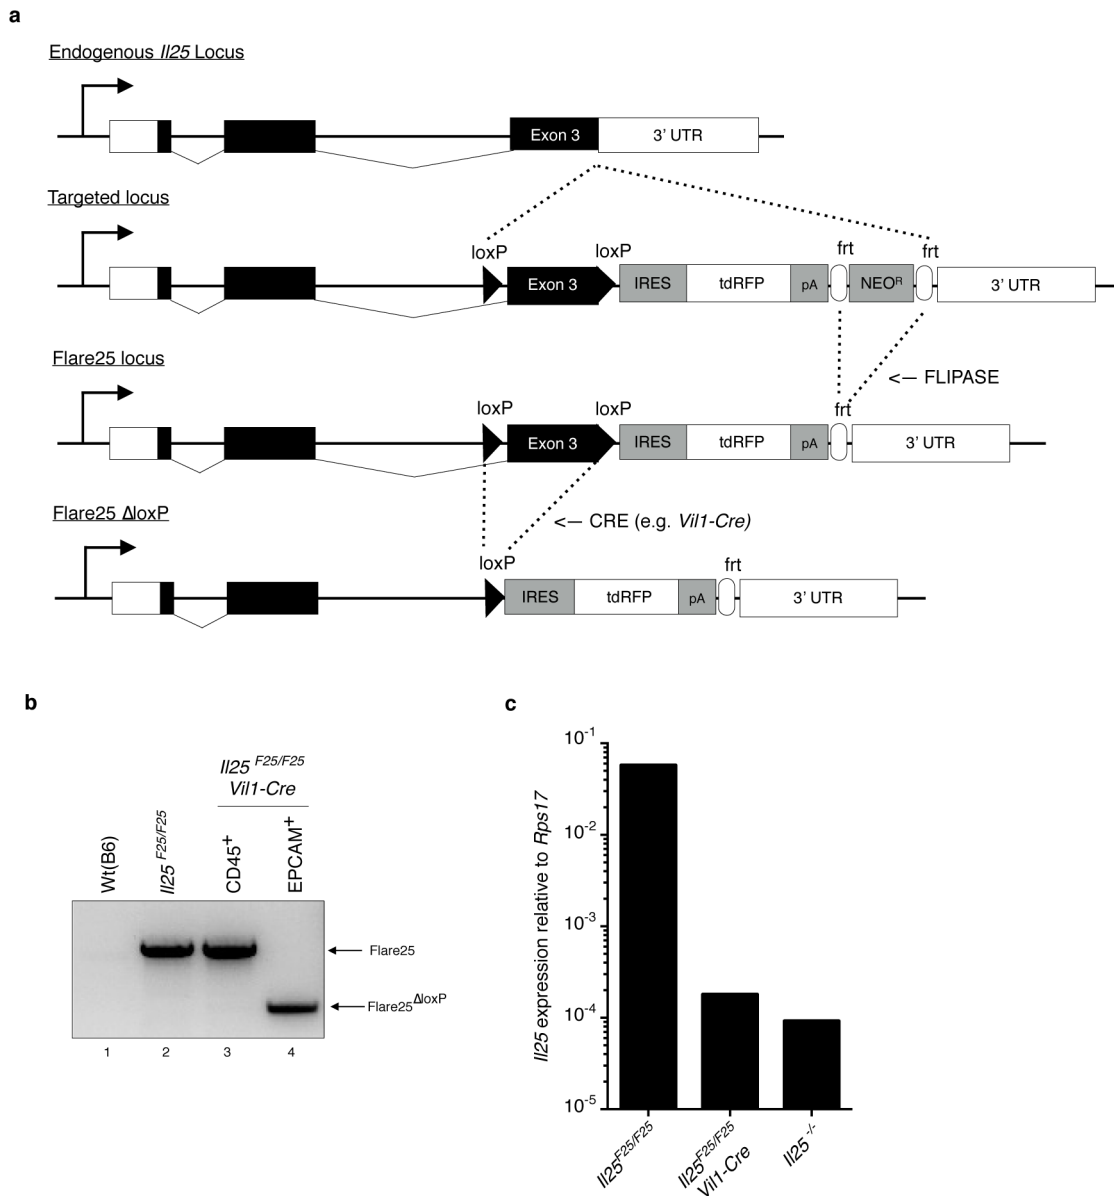 a
Endogenous Il25 Locus
Exon 3 3’ UTR
Targeted locus
loxP loxP frt frt
Exon 3 IRES tdRFP pA NEOᴿ 3’ UTR
Flare25 locus
<— FLIPASE
loxP loxP frt
Exon 3 IRES tdRFP pA 3’ UTR
Flare25 ΔloxP
<— CRE (e.g. Vil1-Cre)
loxP frt
IRES tdRFP pA 3’ UTR
b
Il25 F25/F25
Vil1-Cre
Wt(B6)
Il25 F25/F25
CD45+
EPCAM+
Flare25
Flare25ΔloxP
1 2 3 4
c
Il25 expression relative to Rps17
10-1
10-2
10-3
10-4
10-5
Il25F25/F25
Il25F25/F25
Vil1-Cre
Il25-/-